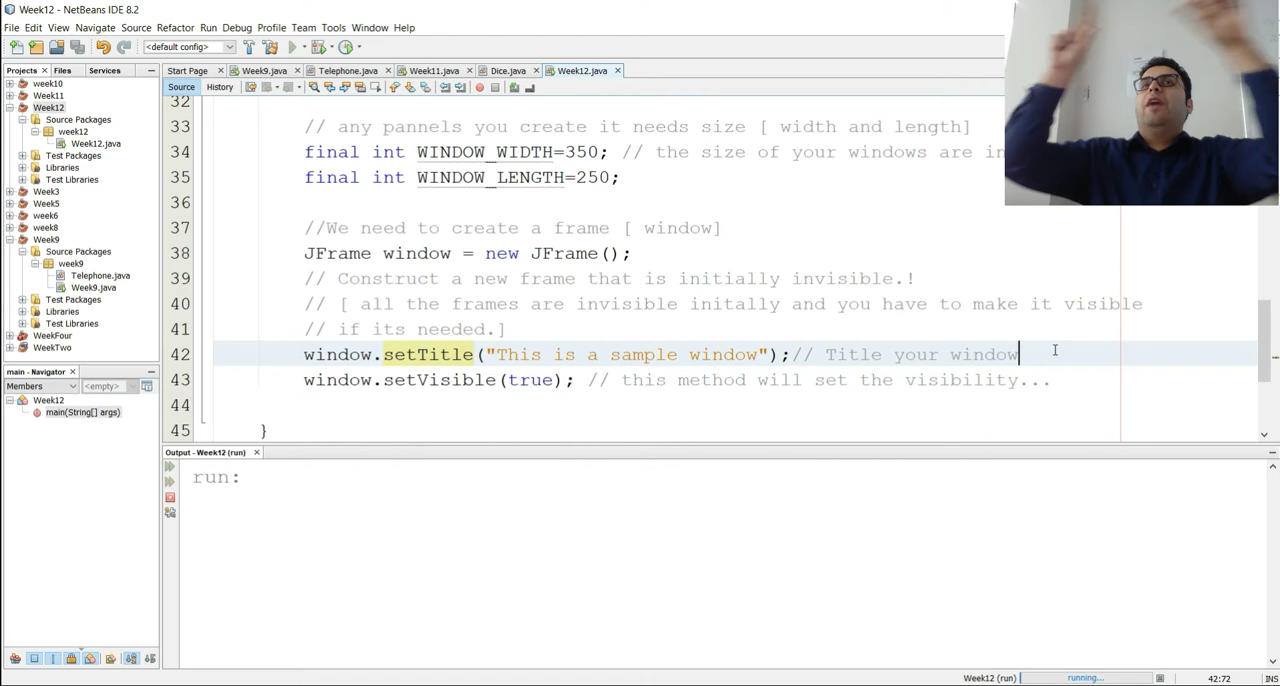 Week12 - NetBeans IDE 8.2
File Edit View Navigate Source Refactor Run Debug Profile Team Tools Window Help
<default config>
Projects Files Services
Start Page Week9.java Telephone.java Week11.java Dice.java Week12.java
Source History
week10
Week11
Week12
Source Packages
week12
Week12.java
Test Packages
Libraries
Test Libraries
Week3
Week5
week6
week8
Week9
Source Packages
week9
Telephone.java
Week9.java
Test Packages
Libraries
Test Libraries
WeekFour
WeekTwo
main - Navigator
Members <empty>
Week12
main(String[] args)
32
33 // any pannels you create it needs size [ width and length]
34 final int WINDOW_WIDTH=350; // the size of your windows are in
35 final int WINDOW_LENGTH=250;
36
37 //We need to create a frame [ window]
38 JFrame window = new JFrame();
39 // Construct a new frame that is initially invisible.!
40 // [ all the frames are invisible initally and you have to make it visible
41 // if its needed.]
42 window.setTitle("This is a sample window");// Title your window
43 window.setVisible(true); // this method will set the visibility...
44
45 }
Output - Week12 (run)
run:
Week12 (run) running... 42:72 INS